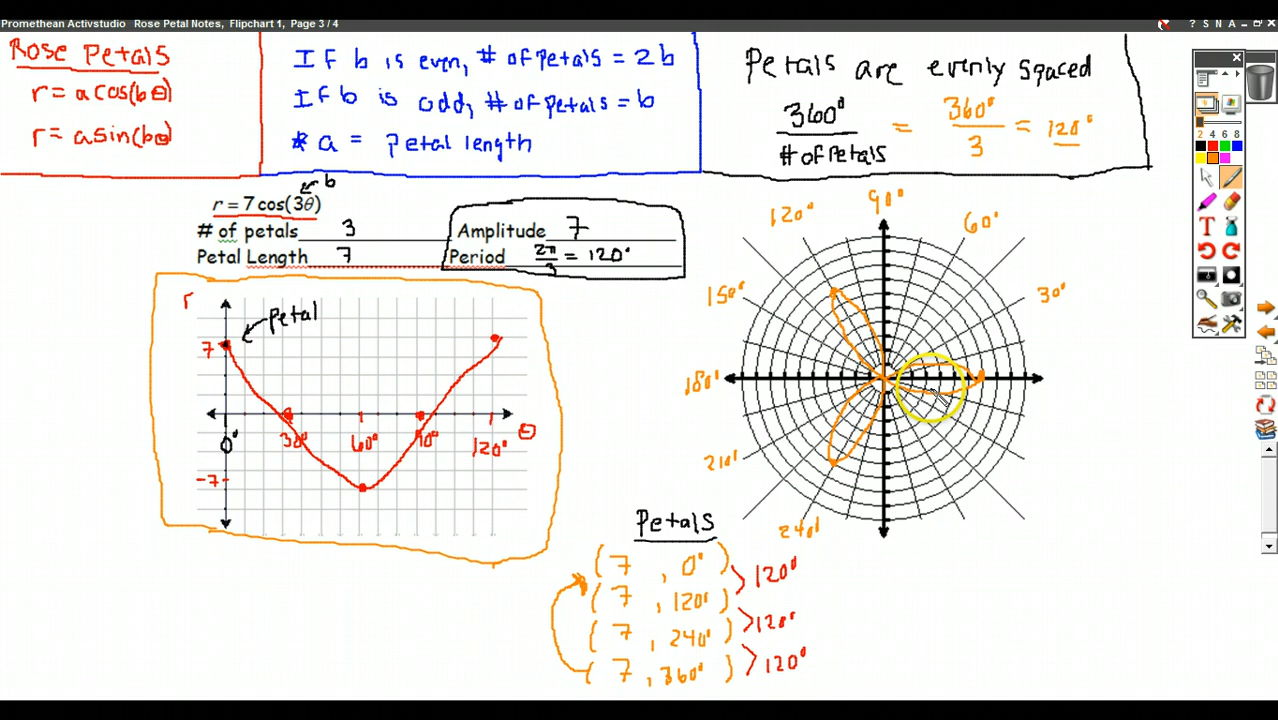 Promethean Activstudio Rose Petal Notes, Flipchart 1, Page 3 / 4
? S N A
Rose Petals
r = a cos(bθ)
r = a sin(bθ)
If b is even, # of petals = 2b
If b is odd, # of petals = b
* a = petal length
Petals are evenly spaced
360° / # of petals = 360° / 3 = 120°
2 4 6 8
b
r = 7 cos(3θ)
# of petals 3
Petal Length 7
Amplitude 7
Period 2π/3 = 120°
r
Petal
7
-7
0°
30°
60°
90°
120°
θ
90°
120°
60°
150°
30°
180°
210°
240°
Petals
(7, 0°)
(7, 120°)
(7, 240°)
(7, 360°)
>120°
>120°
>120°
T